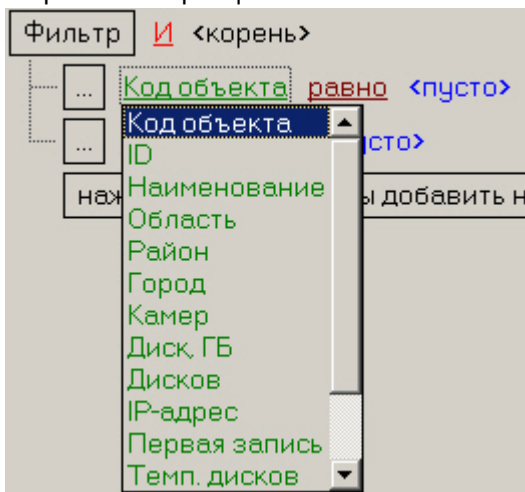 Фильтр И <корень>
... Код объекта равно <пусто>
Код объекта
... сто>
ID
Наименование
наж ы добавить н
Область
Район
Город
Камер
Диск, ГБ
Дисков
IP-адрес
Первая запись
Темп. дисков